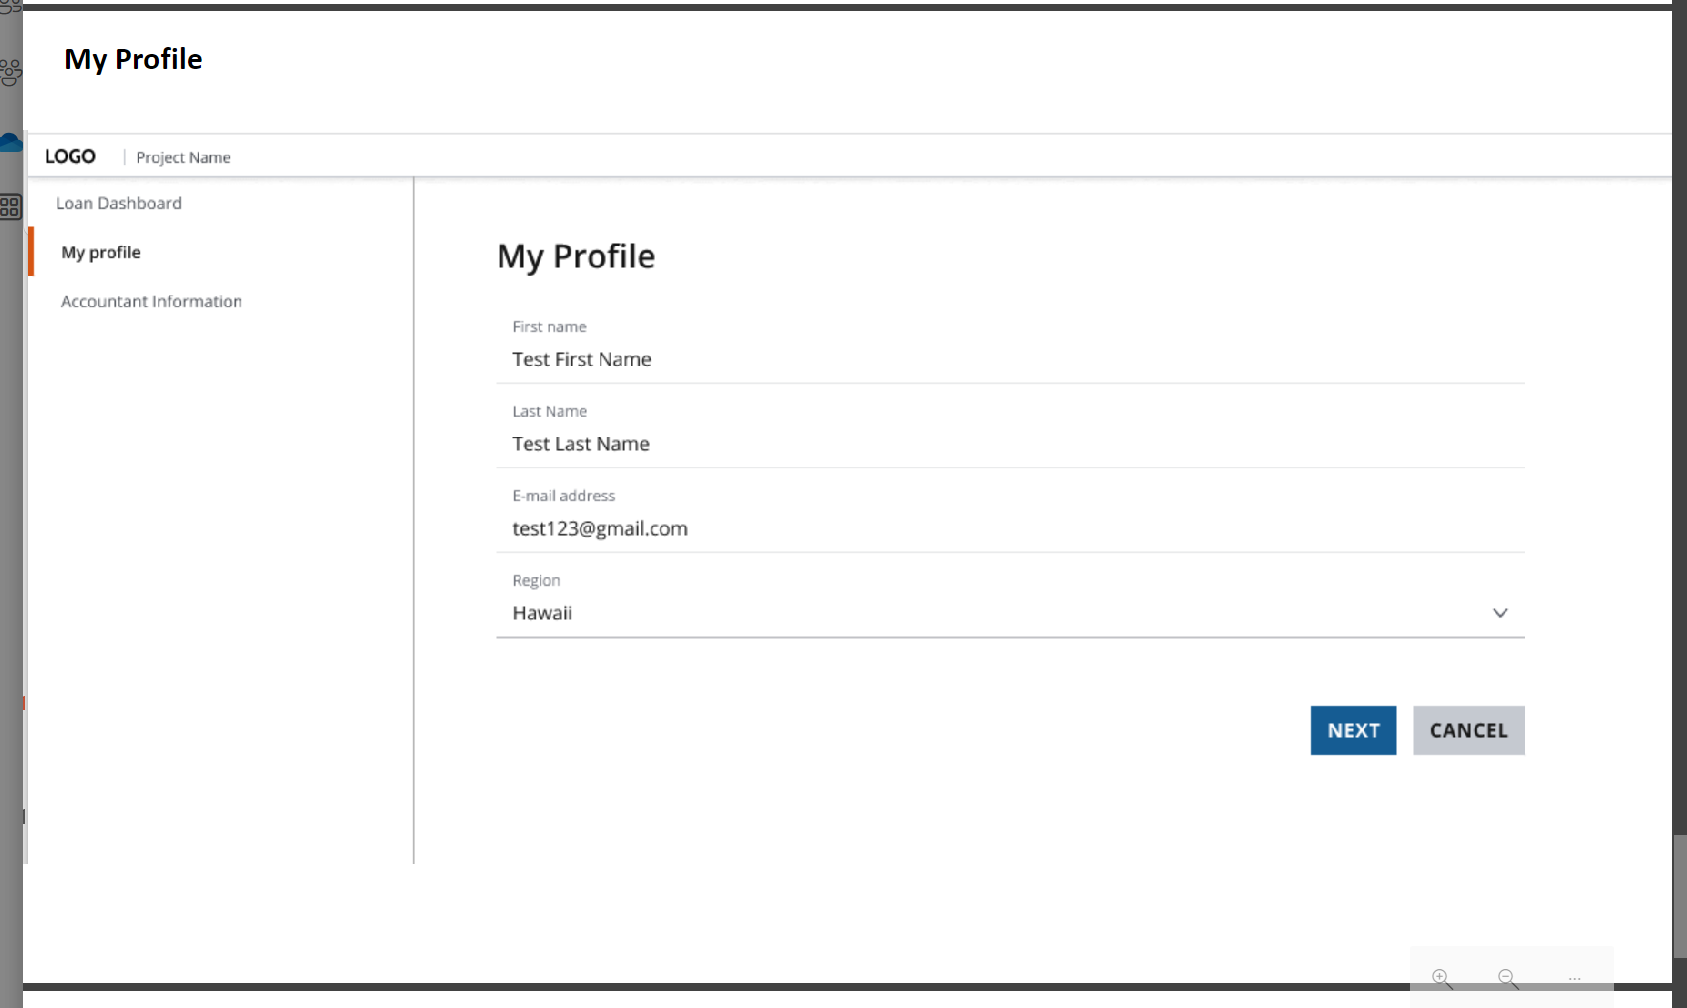 My Profile
LOGO | Project Name
Loan Dashboard
My profile
Accountant Information
My Profile
First name
Test First Name
Last Name
Test Last Name
E-mail address
test123@gmail.com
Region
Hawaii
NEXT CANCEL